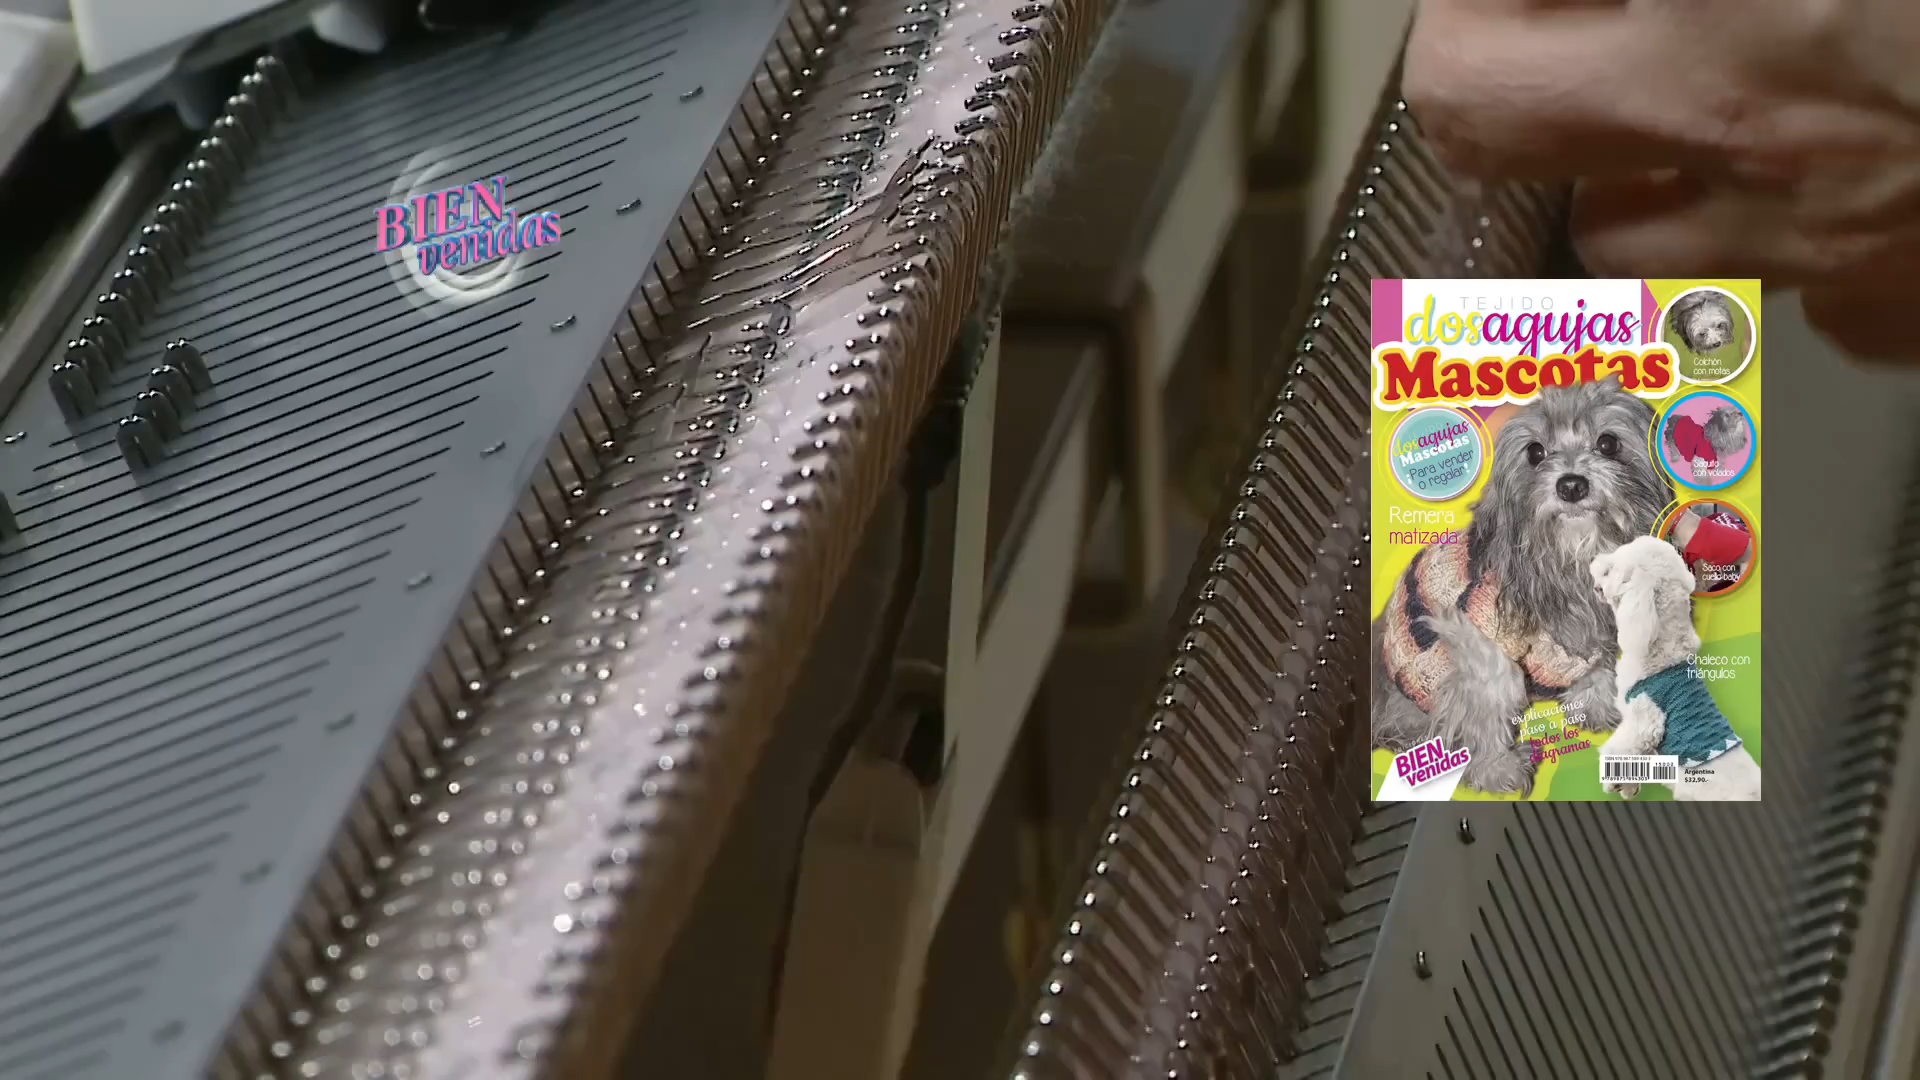 BIEN
venidas
TEJIDO
dosagujas
Mascotas
Colchón
con motas
dosagujas
Mascotas
¡Para vender
o regalar!
Saquito
con volados
Remera
matizada
Saco con
cuello baby
Chaleco con
triángulos
explicaciones
paso a paso
todos los
diagramas
BIEN
venidas
Argentina
$32,90.-